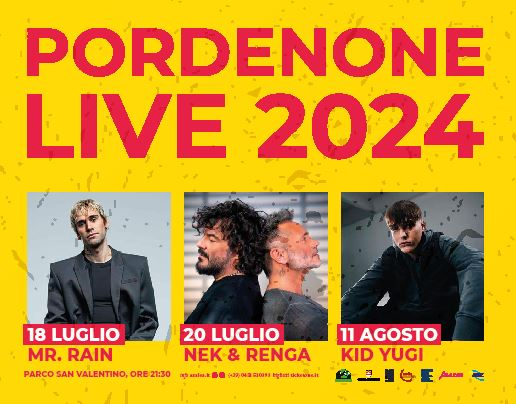 PORDENONE
LIVE 2024
18 LUGLIO
MR. RAIN
20 LUGLIO
NEK & RENGA
11 AGOSTO
KID YUGI
PARCO SAN VALENTINO, ORE 21:30